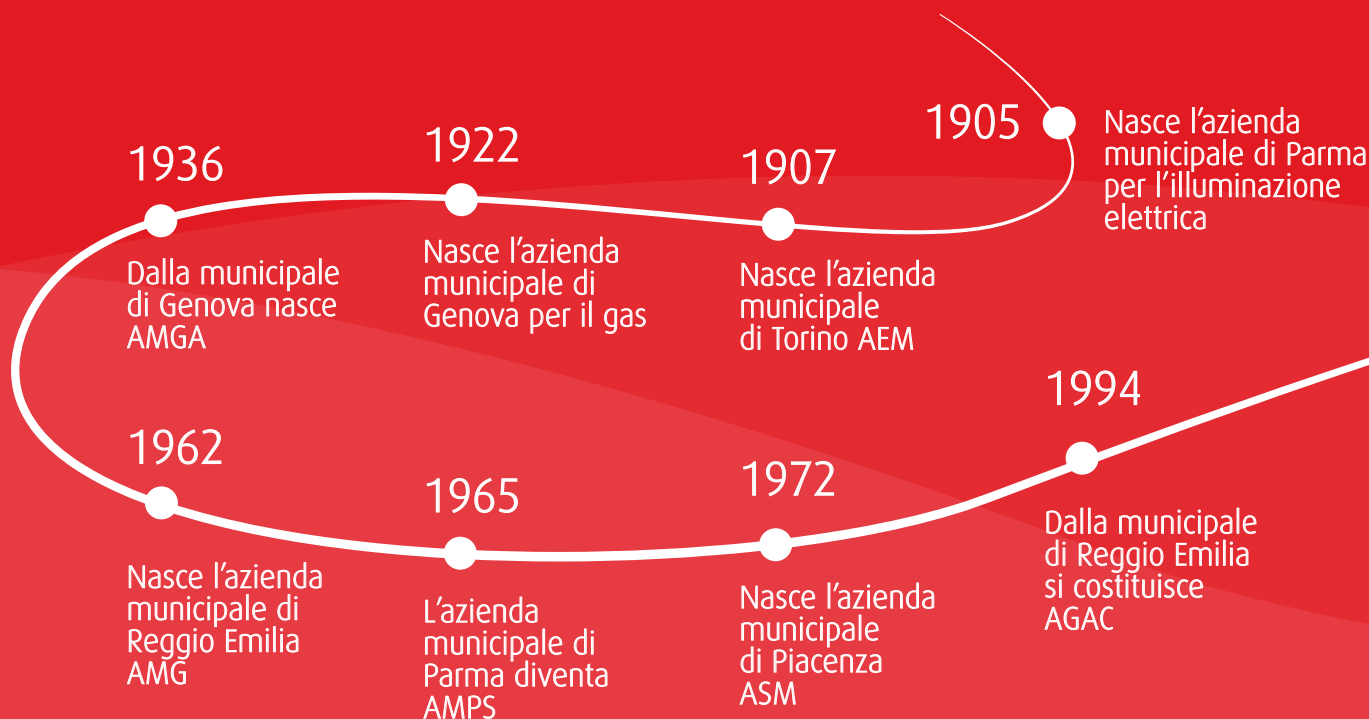 1905
Nasce l'azienda
municipale di Parma
per l'illuminazione
elettrica
1907
Nasce l'azienda
municipale
di Torino AEM
1922
Nasce l'azienda
municipale di
Genova per il gas
1936
Dalla municipale
di Genova nasce
AMGA
1962
Nasce l'azienda
municipale di
Reggio Emilia
AMG
1965
L'azienda
municipale di
Parma diventa
AMPS
1972
Nasce l'azienda
municipale
di Piacenza
ASM
1994
Dalla municipale
di Reggio Emilia
si costituisce
AGAC